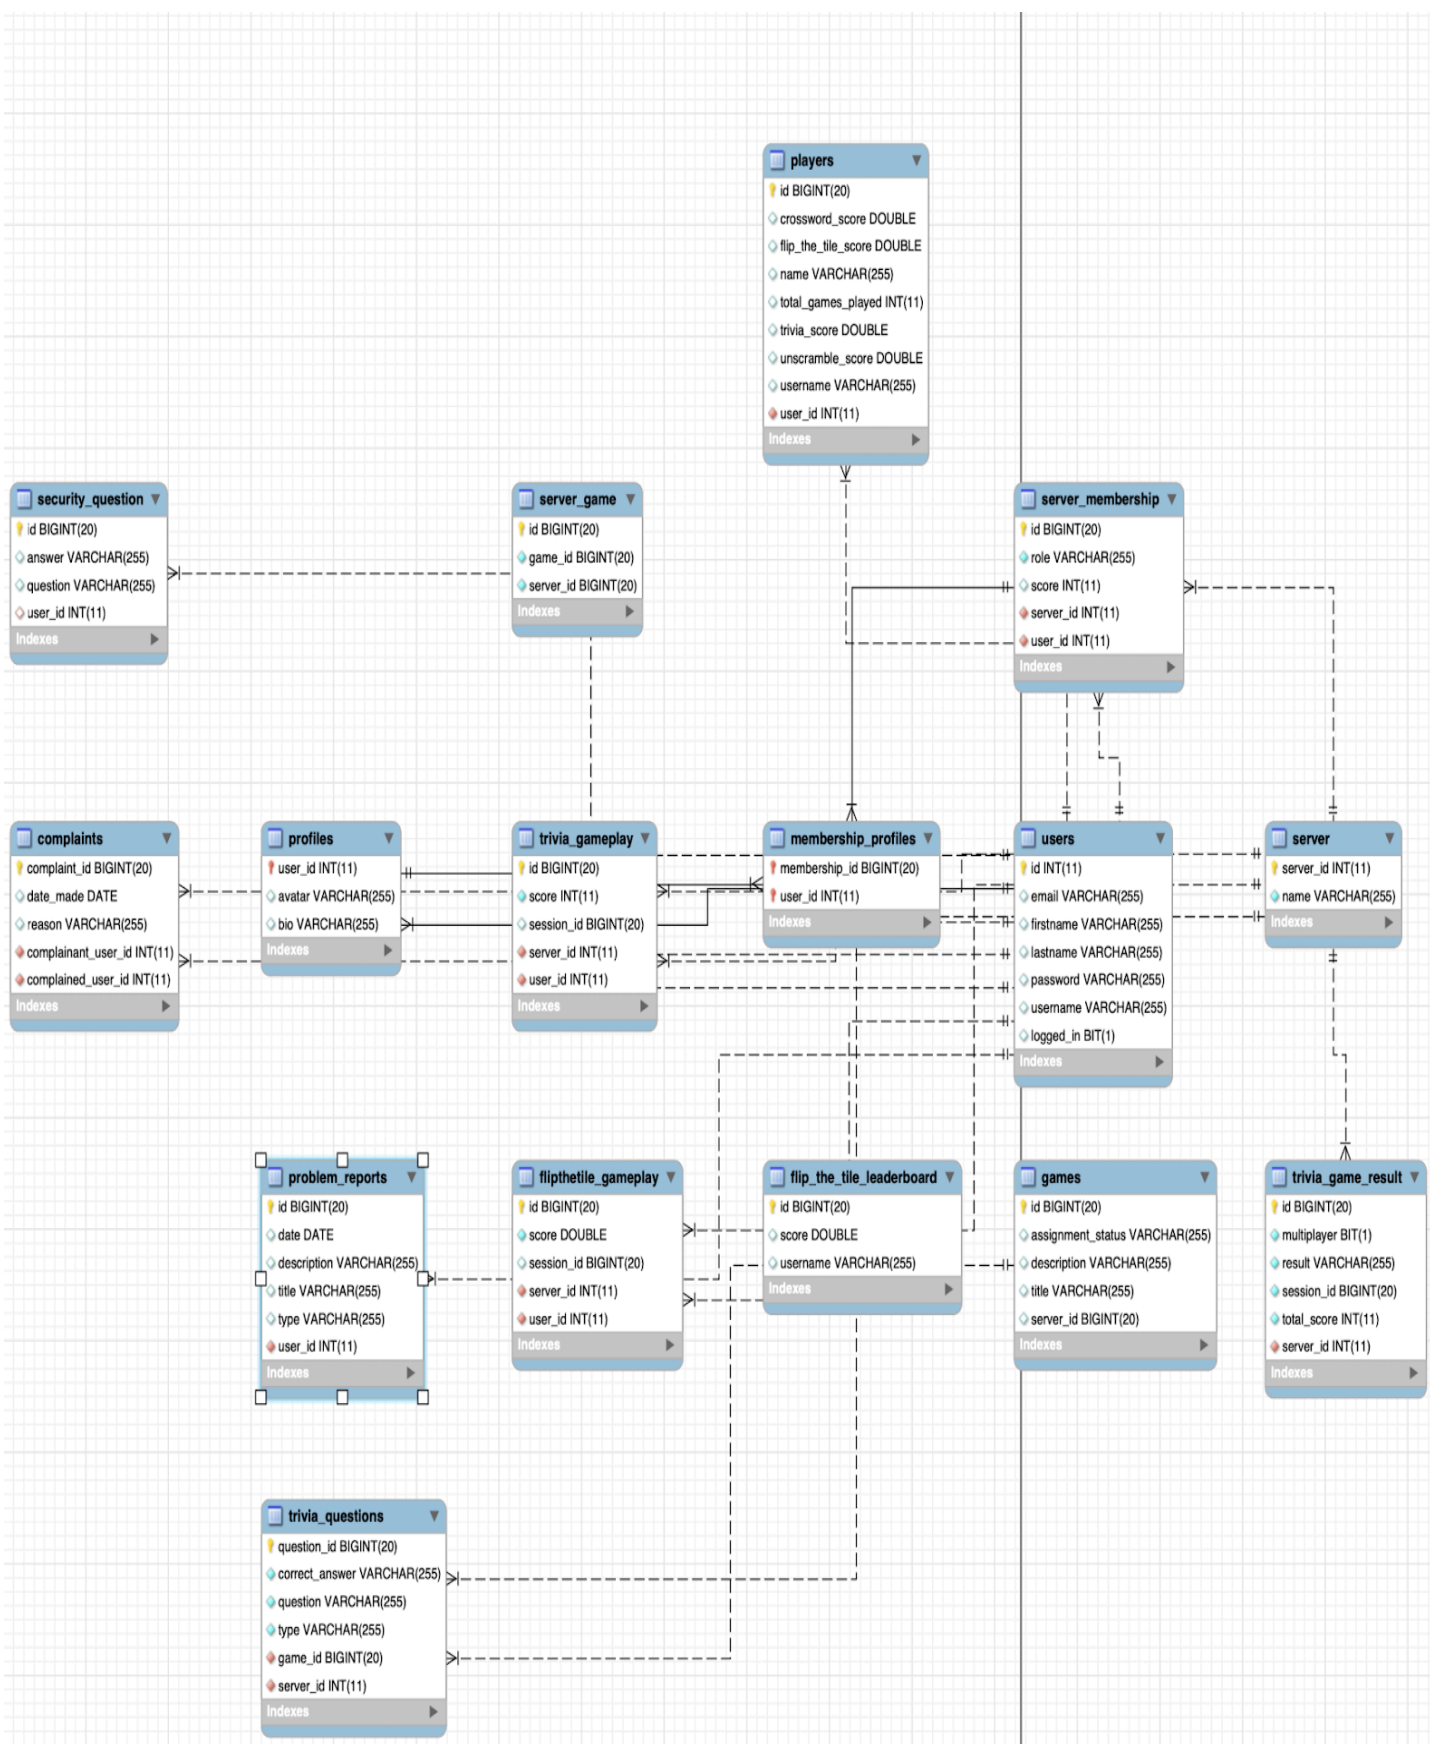 players
id BIGINT(20)
crossword_score DOUBLE
flip_the_tile_score DOUBLE
name VARCHAR(255)
total_games_played INT(11)
trivia_score DOUBLE
unscramble_score DOUBLE
username VARCHAR(255)
user_id INT(11)
Indexes
security_question
id BIGINT(20)
answer VARCHAR(255)
question VARCHAR(255)
user_id INT(11)
Indexes
server_game
id BIGINT(20)
game_id BIGINT(20)
server_id BIGINT(20)
Indexes
server_membership
id BIGINT(20)
role VARCHAR(255)
score INT(11)
server_id INT(11)
user_id INT(11)
Indexes
complaints
complaint_id BIGINT(20)
date_made DATE
reason VARCHAR(255)
complainant_user_id INT(11)
complained_user_id INT(11)
Indexes
profiles
user_id INT(11)
avatar VARCHAR(255)
bio VARCHAR(255)
Indexes
trivia_gameplay
id BIGINT(20)
score INT(11)
session_id BIGINT(20)
server_id INT(11)
user_id INT(11)
Indexes
membership_profiles
membership_id BIGINT(20)
user_id INT(11)
Indexes
users
id INT(11)
email VARCHAR(255)
firstname VARCHAR(255)
lastname VARCHAR(255)
password VARCHAR(255)
username VARCHAR(255)
logged_in BIT(1)
Indexes
server
server_id INT(11)
name VARCHAR(255)
Indexes
problem_reports
id BIGINT(20)
date DATE
description VARCHAR(255)
title VARCHAR(255)
type VARCHAR(255)
user_id INT(11)
Indexes
flipthetile_gameplay
id BIGINT(20)
score DOUBLE
session_id BIGINT(20)
server_id INT(11)
user_id INT(11)
Indexes
flip_the_tile_leaderboard
id BIGINT(20)
score DOUBLE
username VARCHAR(255)
Indexes
games
id BIGINT(20)
assignment_status VARCHAR(255)
description VARCHAR(255)
title VARCHAR(255)
server_id BIGINT(20)
Indexes
trivia_game_result
id BIGINT(20)
multiplayer BIT(1)
result VARCHAR(255)
session_id BIGINT(20)
total_score INT(11)
server_id INT(11)
Indexes
trivia_questions
question_id BIGINT(20)
correct_answer VARCHAR(255)
question VARCHAR(255)
type VARCHAR(255)
game_id BIGINT(20)
server_id INT(11)
Indexes